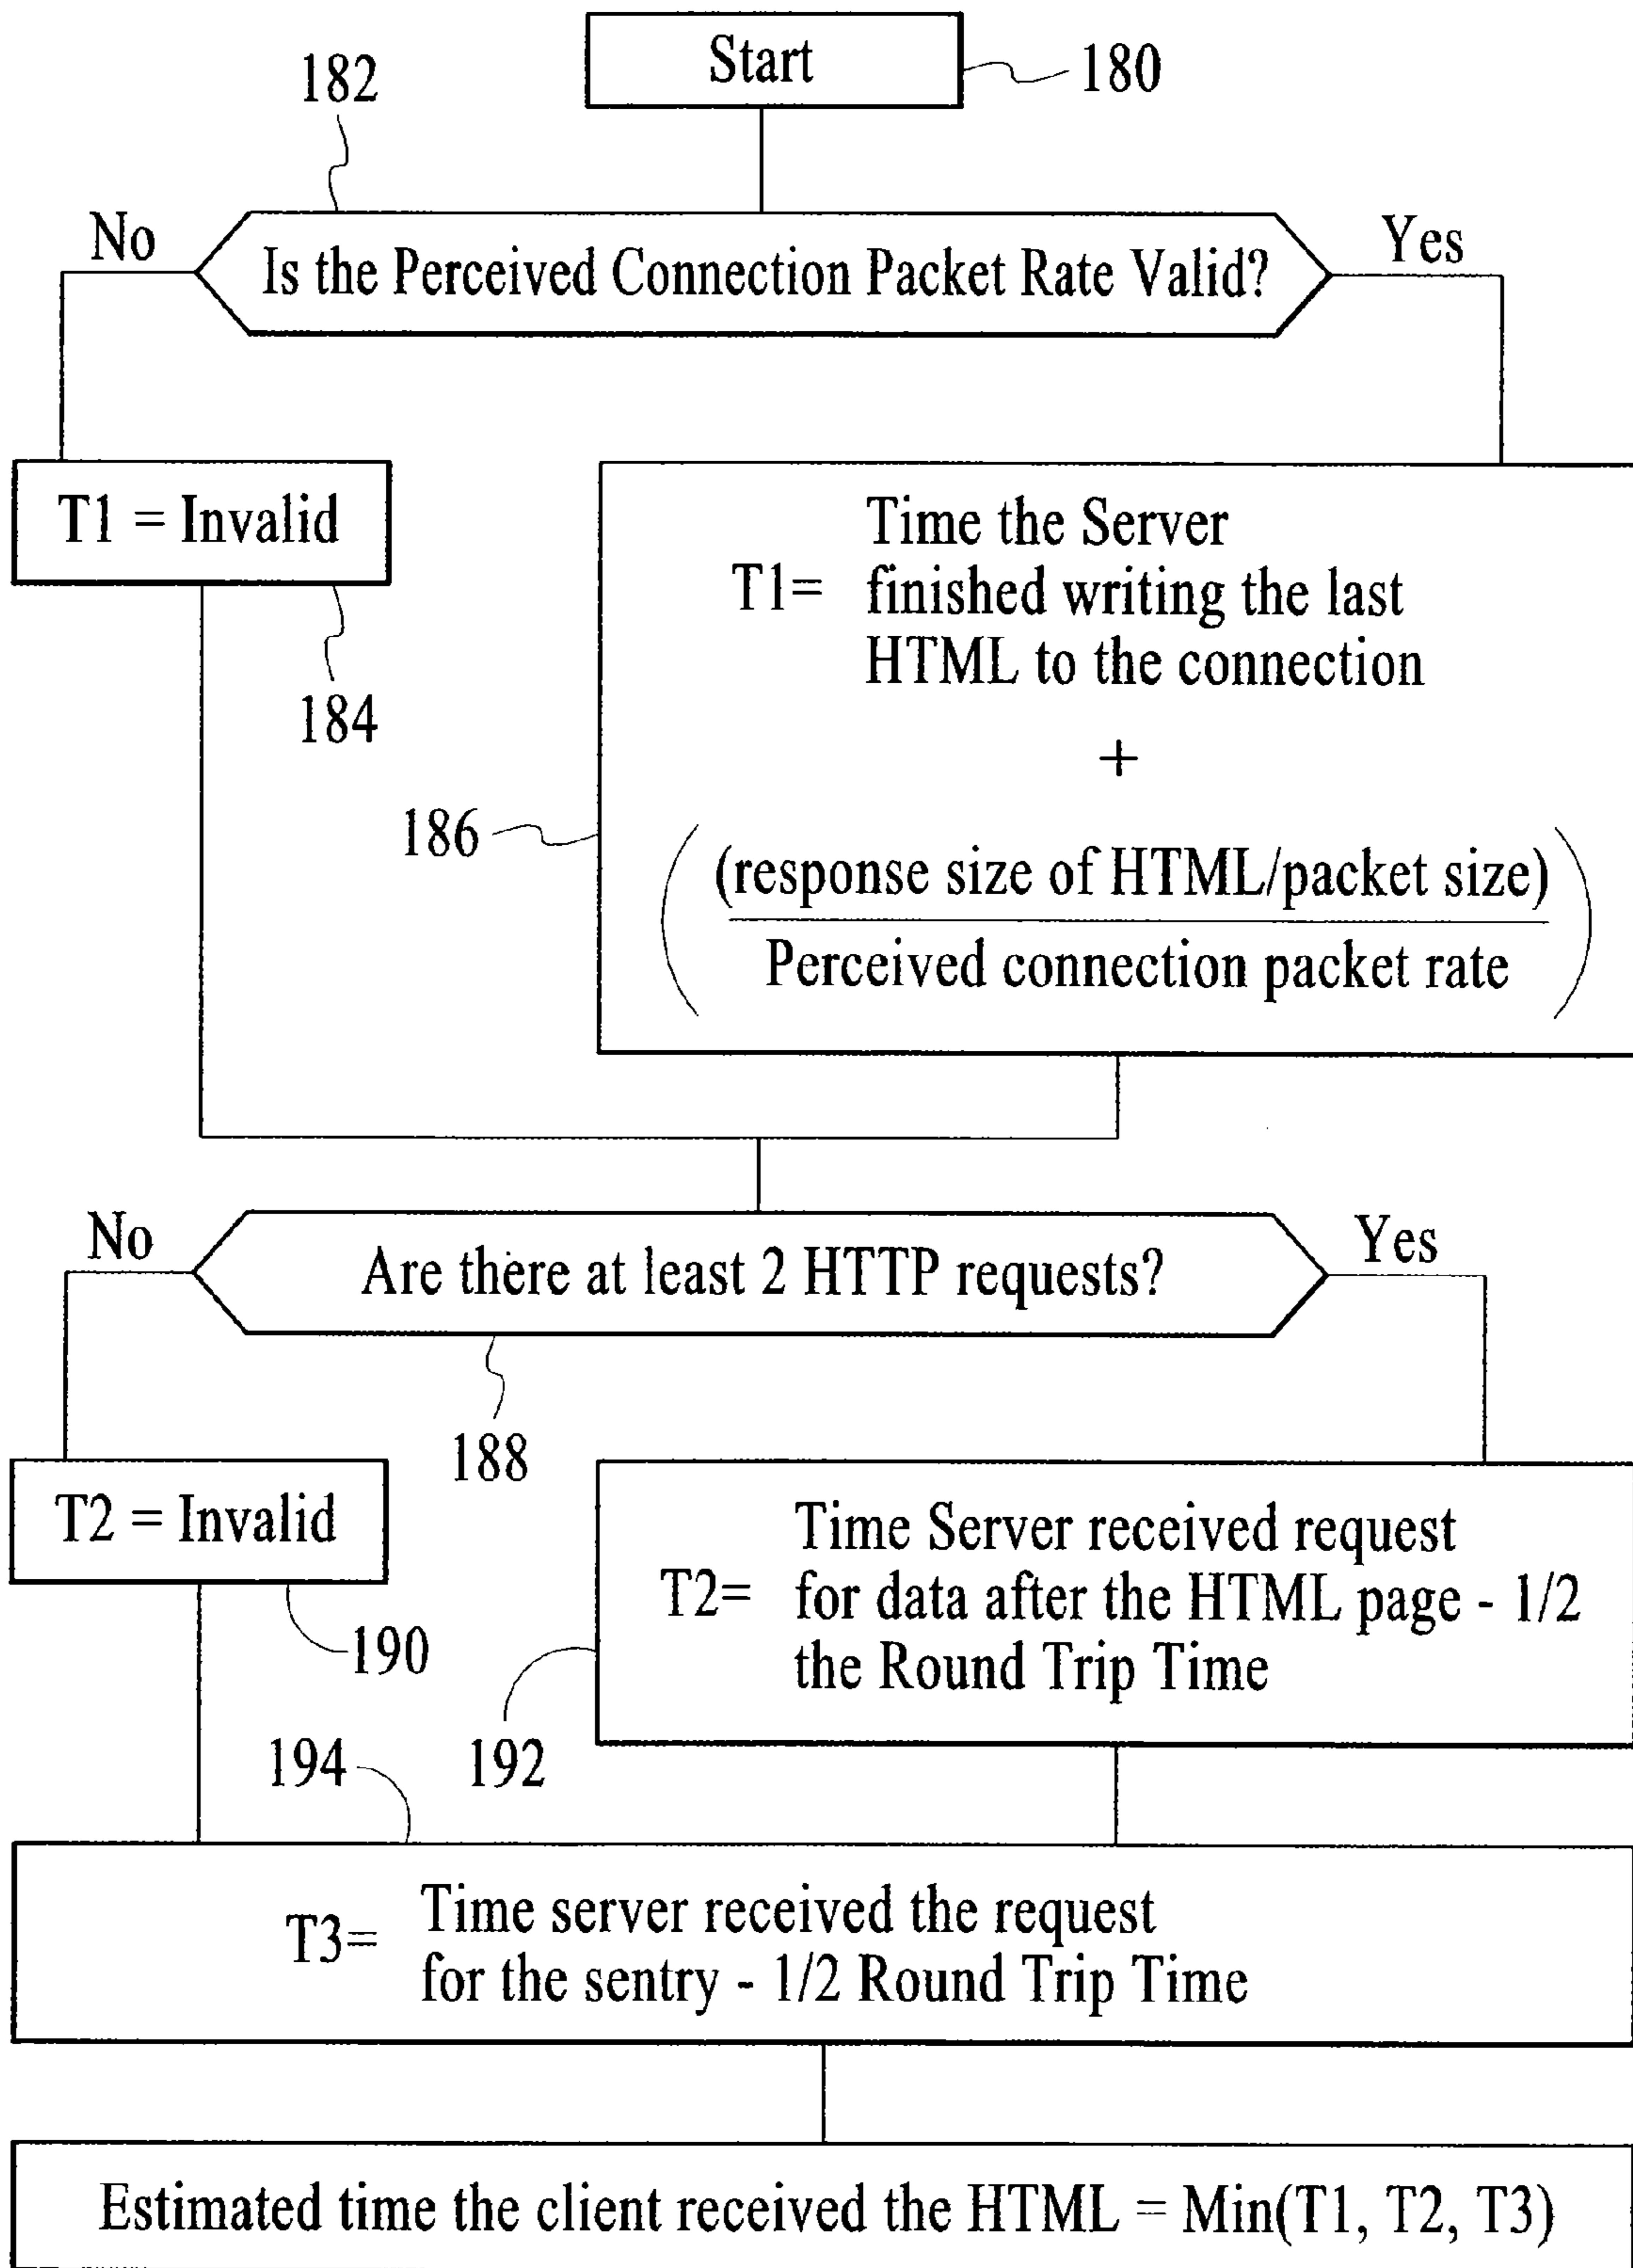 Start
180
182
No
Is the Perceived Connection Packet Rate Valid?
Yes
T1 = Invalid
184
Time the Server
T1= finished writing the last
HTML to the connection
+
186
(response size of HTML/packet size)
Perceived connection packet rate
No
Are there at least 2 HTTP requests?
Yes
188
T2 = Invalid
190
Time Server received request
T2= for data after the HTML page - 1/2
the Round Trip Time
192
194
T3= Time server received the request
for the sentry - 1/2 Round Trip Time
Estimated time the client received the HTML = Min(T1, T2, T3)